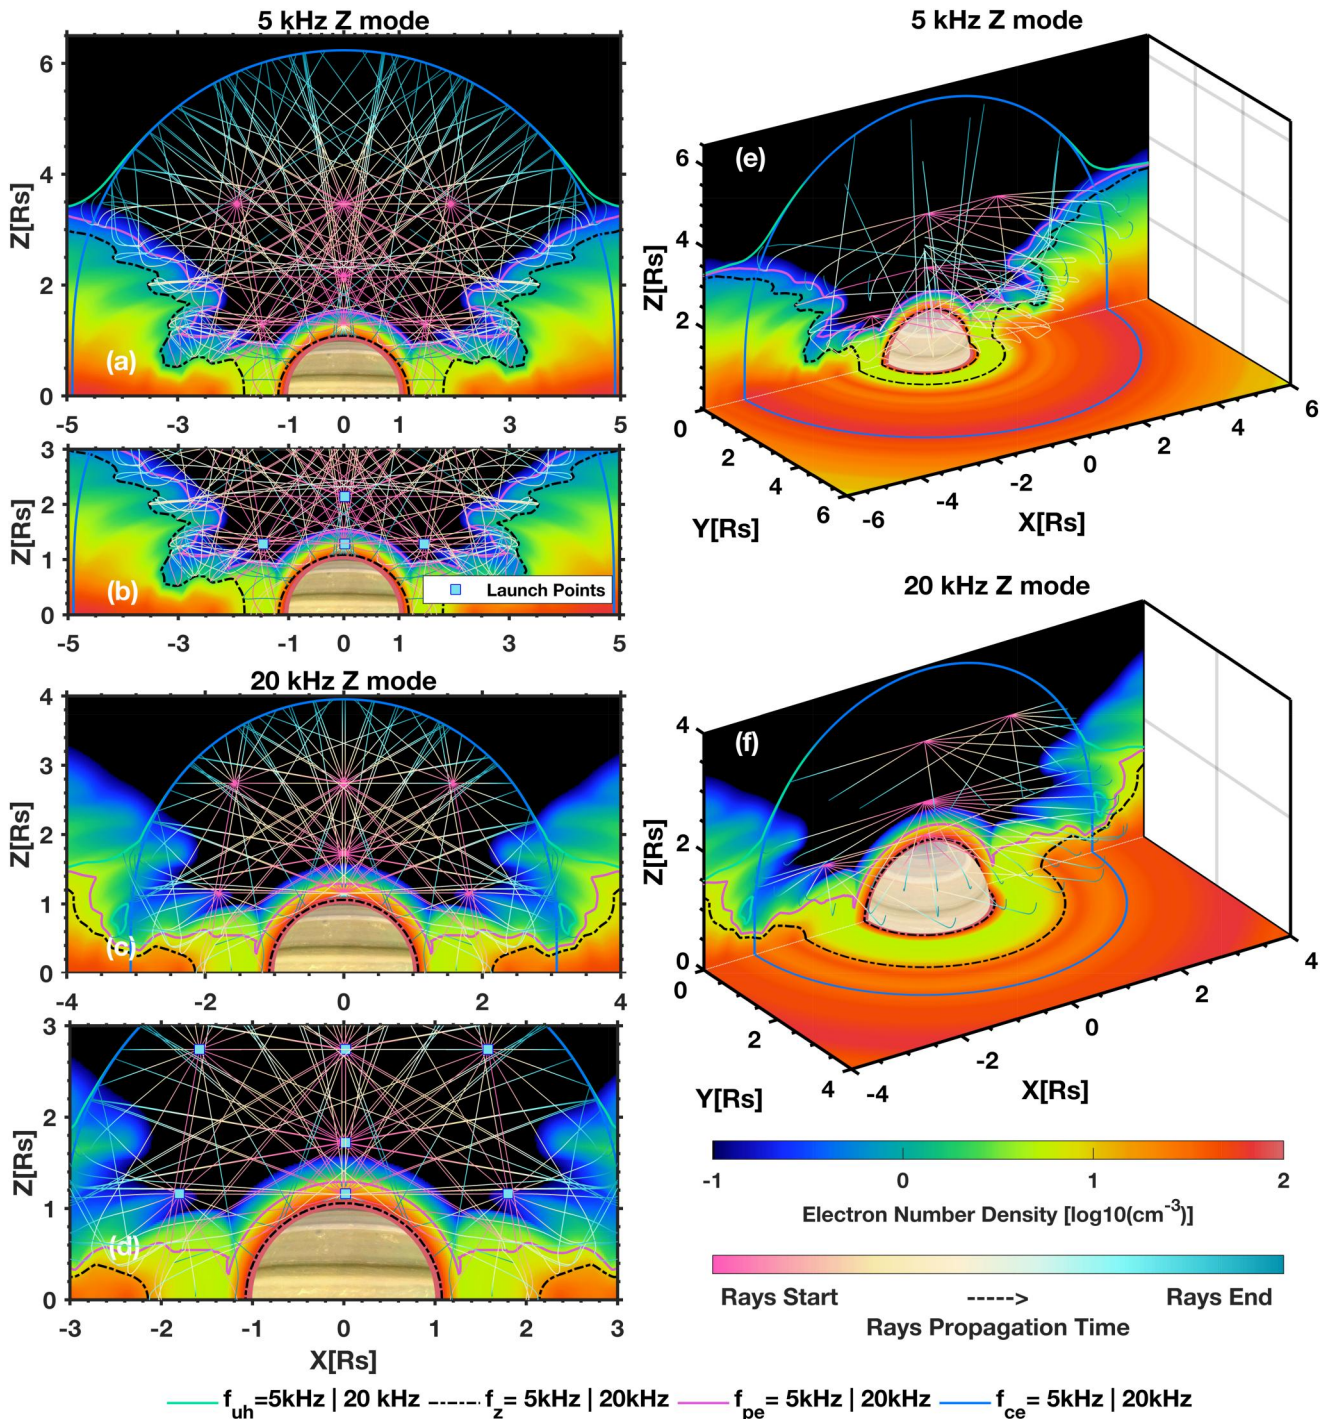 5 kHz Z mode
6
4
2
0
Z[Rs]
(a)
-5 -3 -1 0 1 3 5
3
2
1
0
Z[Rs]
(b)
Launch Points
-5 -3 -1 0 1 3 5
20 kHz Z mode
4
3
2
1
0
Z[Rs]
(c)
-4 -2 0 2 4
3
2
1
0
Z[Rs]
(d)
-3 -2 -1 0 1 2 3
X[Rs]
5 kHz Z mode
(e)
6
4
2
0
Z[Rs]
0 2 4 6
Y[Rs]
-6 -4 -2 0 2 4 6
X[Rs]
20 kHz Z mode
(f)
4
2
0
Z[Rs]
0 2 4
Y[Rs]
-4 -2 0 2 4
X[Rs]
-1 0 1 2
Electron Number Density [log10(cm⁻³)]
Rays Start -----> Rays End
Rays Propagation Time
f_uh=5kHz | 20 kHz f_z= 5kHz | 20kHz f_pe= 5kHz | 20kHz f_ce= 5kHz | 20kHz